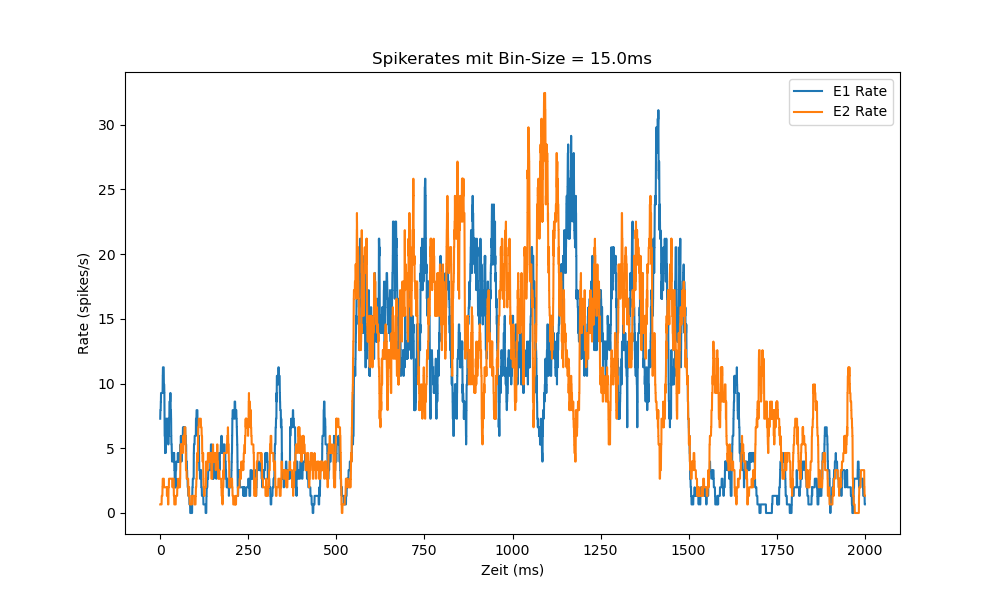 Spikerates mit Bin-Size = 15.0ms
E1 Rate
E2 Rate
Rate (spikes/s)
30
25
20
15
10
5
0
0 250 500 750 1000 1250 1500 1750 2000
Zeit (ms)